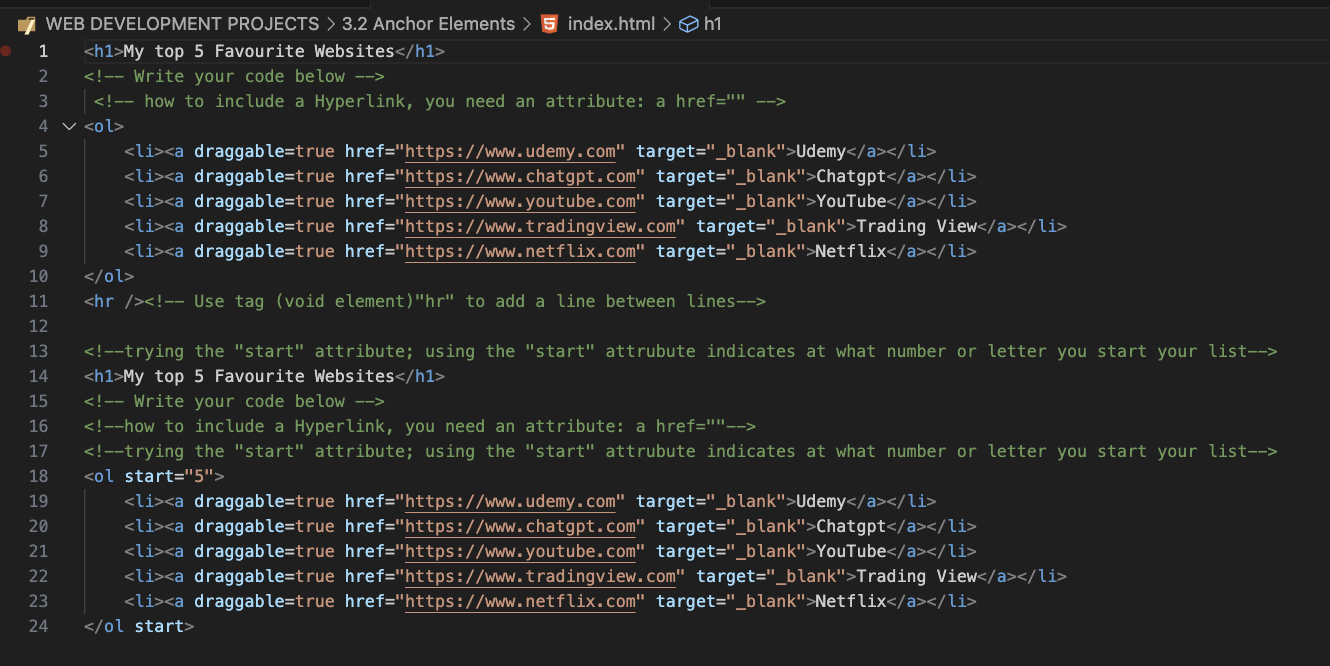 WEB DEVELOPMENT PROJECTS > 3.2 Anchor Elements > index.html > h1
1 <h1>My top 5 Favourite Websites</h1>
2 <!-- Write your code below -->
3  <!-- how to include a Hyperlink, you need an attribute: a href="" -->
4 <ol>
5     <li><a draggable=true href="https://www.udemy.com" target="_blank">Udemy</a></li>
6     <li><a draggable=true href="https://www.chatgpt.com" target="_blank">Chatgpt</a></li>
7     <li><a draggable=true href="https://www.youtube.com" target="_blank">YouTube</a></li>
8     <li><a draggable=true href="https://www.tradingview.com" target="_blank">Trading View</a></li>
9     <li><a draggable=true href="https://www.netflix.com" target="_blank">Netflix</a></li>
10 </ol>
11 <hr /><!-- Use tag (void element)"hr" to add a line between lines-->
12
13 <!--trying the "start" attribute; using the "start" attrubute indicates at what number or letter you start your list-->
14 <h1>My top 5 Favourite Websites</h1>
15 <!-- Write your code below -->
16 <!--how to include a Hyperlink, you need an attribute: a href=""-->
17 <!--trying the "start" attribute; using the "start" attrubute indicates at what number or letter you start your list-->
18 <ol start="5">
19     <li><a draggable=true href="https://www.udemy.com" target="_blank">Udemy</a></li>
20     <li><a draggable=true href="https://www.chatgpt.com" target="_blank">Chatgpt</a></li>
21     <li><a draggable=true href="https://www.youtube.com" target="_blank">YouTube</a></li>
22     <li><a draggable=true href="https://www.tradingview.com" target="_blank">Trading View</a></li>
23     <li><a draggable=true href="https://www.netflix.com" target="_blank">Netflix</a></li>
24 </ol start>